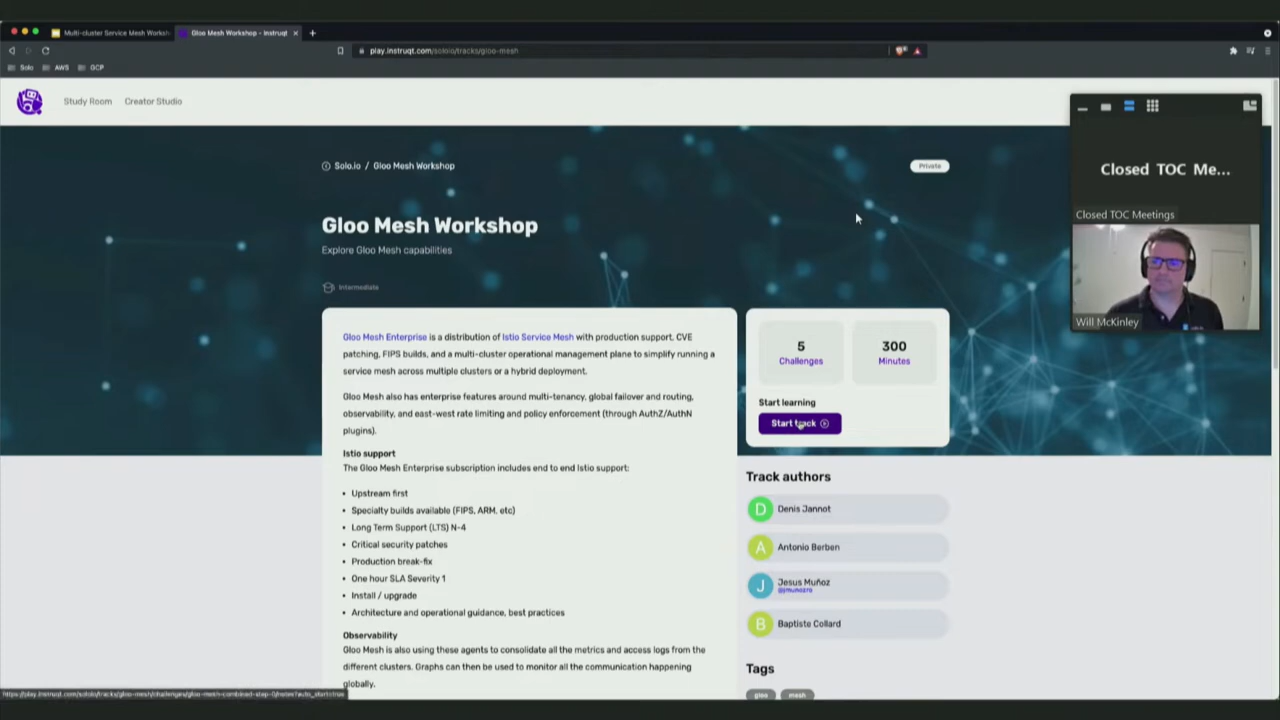 Multi-cluster Service Mesh Worksh
Gloo Mesh Workshop - Instruqt
play.instruqt.com/soloio/tracks/gloo-mesh
Solo
AWS
GCP
Study Room
Creator Studio
Closed TOC Me...
Closed TOC Meetings
Will McKinley
Solo.io / Gloo Mesh Workshop
Private
Gloo Mesh Workshop
Explore Gloo Mesh capabilities
Intermediate
Gloo Mesh Enterprise is a distribution of Istio Service Mesh with production support, CVE
patching, FIPS builds, and a multi-cluster operational management plane to simplify running a
service mesh across multiple clusters or a hybrid deployment.
Gloo Mesh also has enterprise features around multi-tenancy, global failover and routing,
observability, and east-west rate limiting and policy enforcement (through AuthZ/AuthN
plugins).
Istio support
The Gloo Mesh Enterprise subscription includes end to end Istio support:
• Upstream first
• Specialty builds available (FIPS, ARM, etc)
• Long Term Support (LTS) N-4
• Critical security patches
• Production break-fix
• One hour SLA Severity 1
• Install / upgrade
• Architecture and operational guidance, best practices
Observability
Gloo Mesh is also using these agents to consolidate all the metrics and access logs from the
different clusters. Graphs can then be used to monitor all the communication happening
globally.
5
Challenges
300
Minutes
Start learning
Start track
Track authors
D
Denis Jannot
A
Antonio Berben
J
Jesus Muñoz
B
Baptiste Collard
Tags
gloo
mesh